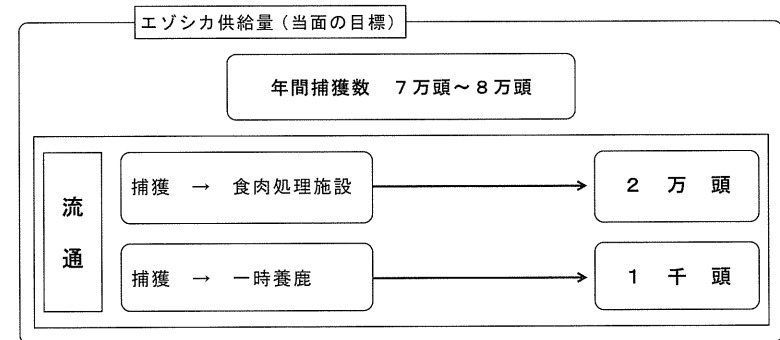 エゾシカ供給量（当面の目標）
年間捕獲数　７万頭～８万頭
流通
捕獲　→　食肉処理施設
２　万　頭
捕獲　→　一時養鹿
１　千　頭